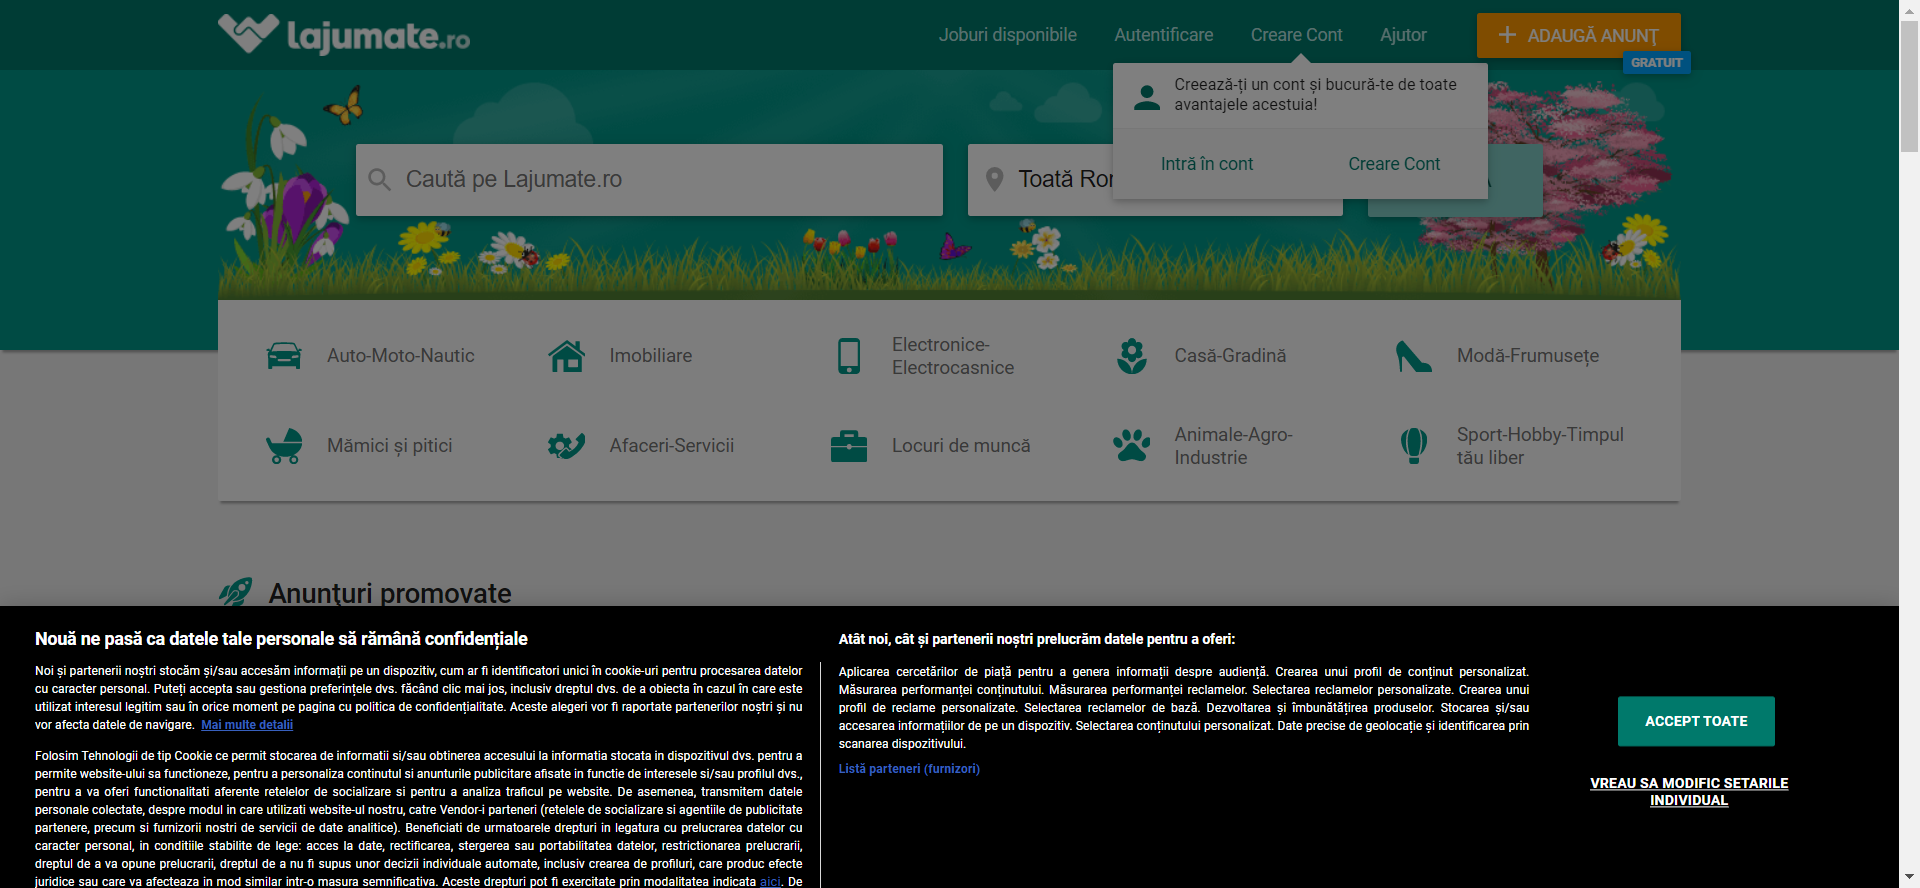 Lajumate.ro
Joburi disponibile
Autentificare
Creare Cont
Ajutor
ADAUGĂ ANUNŢ
GRATUIT
Creează-ți un cont și bucură-te de toate
avantajele acestuia!
Intră în cont
Creare Cont
Caută pe Lajumate.ro
Toată
Auto-Moto-Nautic
Imobiliare
Electronice-
Electrocasnice
Casă-Gradină
Modă-Frumusețe
Mămici și pitici
Afaceri-Servicii
Locuri de muncă
Animale-Agro-
Industrie
Sport-Hobby-Timpul
tău liber
Anunţuri promovate
Nouă ne pasă ca datele tale personale să rămână confidențiale
Noi și partenerii noștri stocăm și/sau accesăm informații pe un dispozitiv, cum ar fi identificatori unici în cookie-uri pentru procesarea datelor
cu caracter personal. Puteți accepta sau gestiona preferințele dvs. făcând clic mai jos, inclusiv dreptul dvs. de a obiecta în cazul în care este
utilizat interesul legitim sau în orice moment pe pagina cu politica de confidențialitate. Aceste alegeri vor fi raportate partenerilor noștri și nu
vor afecta datele de navigare. Mai multe detalii
Folosim Tehnologii de tip Cookie ce permit stocarea de informatii si/sau obtinerea accesului la informatia stocata in dispozitivul dvs. pentru a
permite website-ului sa functioneze, pentru a personaliza continutul si anunturile publicitare afisate in functie de interesele si/sau profilul dvs.,
pentru a va oferi functionalitati aferente retelelor de socializare si pentru a analiza traficul pe website. De asemenea, transmitem datele
personale colectate, despre modul in care utilizati website-ul nostru, catre Vendor-i parteneri (retelele de socializare si agentiile de publicitate
partenere, precum si furnizorii nostri de servicii de date analitice). Beneficiati de urmatoarele drepturi in legatura cu prelucrarea datelor cu
caracter personal, in conditiile stabilite de lege: acces la date, rectificarea, stergerea sau portabilitatea datelor, restrictionarea prelucrarii,
dreptul de a va opune prelucrarii, dreptul de a nu fi supus unor decizii individuale automate, inclusiv crearea de profiluri, care produc efecte
juridice sau care va afecteaza in mod similar intr-o masura semnificativa. Aceste drepturi pot fi exercitate prin modalitatea indicata aici. De
Atât noi, cât și partenerii noștri prelucrăm datele pentru a oferi:
Aplicarea cercetărilor de piață pentru a genera informații despre audiență. Crearea unui profil de conținut personalizat.
Măsurarea performanței conținutului. Măsurarea performanței reclamelor. Selectarea reclamelor personalizate. Crearea unui
profil de reclame personalizate. Selectarea reclamelor de bază. Dezvoltarea și îmbunătățirea produselor. Stocarea și/sau
accesarea informațiilor de pe un dispozitiv. Selectarea conținutului personalizat. Date precise de geolocație și identificarea prin
scanarea dispozitivului.
Listă parteneri (furnizori)
ACCEPT TOATE
VREAU SA MODIFIC SETARILE
INDIVIDUAL